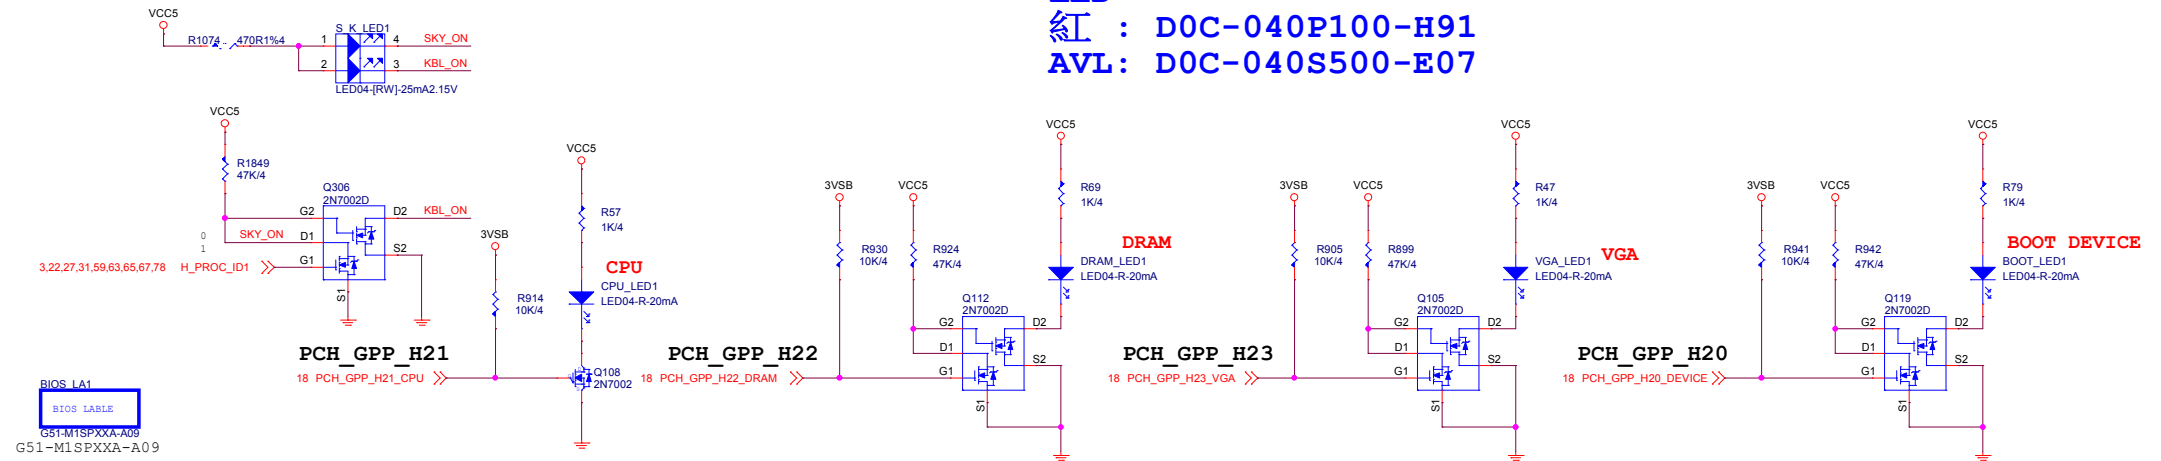 紅 : D0C-040P100-H91
AVL: D0C-040S500-E07
VCC5
R1074
470R1%4
S_K_LED1
1
4
SKY_ON
2
3
KBL_ON
LED04-[RW]-25mA2.15V
VCC5
R1849
47K/4
Q306
2N7002D
G2
D2
KBL_ON
0
1
SKY_ON
D1
S2
3,22,27,31,59,63,65,67,78
H_PROC_ID1
G1
S1
VCC5
R57
1K/4
3VSB
CPU
CPU_LED1
LED04-R-20mA
R914
10K/4
PCH_GPP_H21
18 PCH_GPP_H21_CPU
Q108
2N7002
VCC5
R69
1K/4
3VSB
VCC5
R930
10K/4
R924
47K/4
DRAM
DRAM_LED1
LED04-R-20mA
Q112
2N7002D
G2
D2
D1
S2
G1
S1
PCH_GPP_H22
18 PCH_GPP_H22_DRAM
VCC5
R47
1K/4
3VSB
VCC5
R905
10K/4
R899
47K/4
VGA
VGA_LED1
LED04-R-20mA
Q105
2N7002D
G2
D2
D1
S2
G1
S1
PCH_GPP_H23
18 PCH_GPP_H23_VGA
VCC5
R79
1K/4
3VSB
VCC5
R941
10K/4
R942
47K/4
BOOT DEVICE
BOOT_LED1
LED04-R-20mA
Q119
2N7002D
G2
D2
D1
S2
G1
S1
PCH_GPP_H20
18 PCH_GPP_H20_DEVICE
BIOS_LA1
BIOS LABLE
G51-M1SPXXA-A09
G51-M1SPXXA-A09